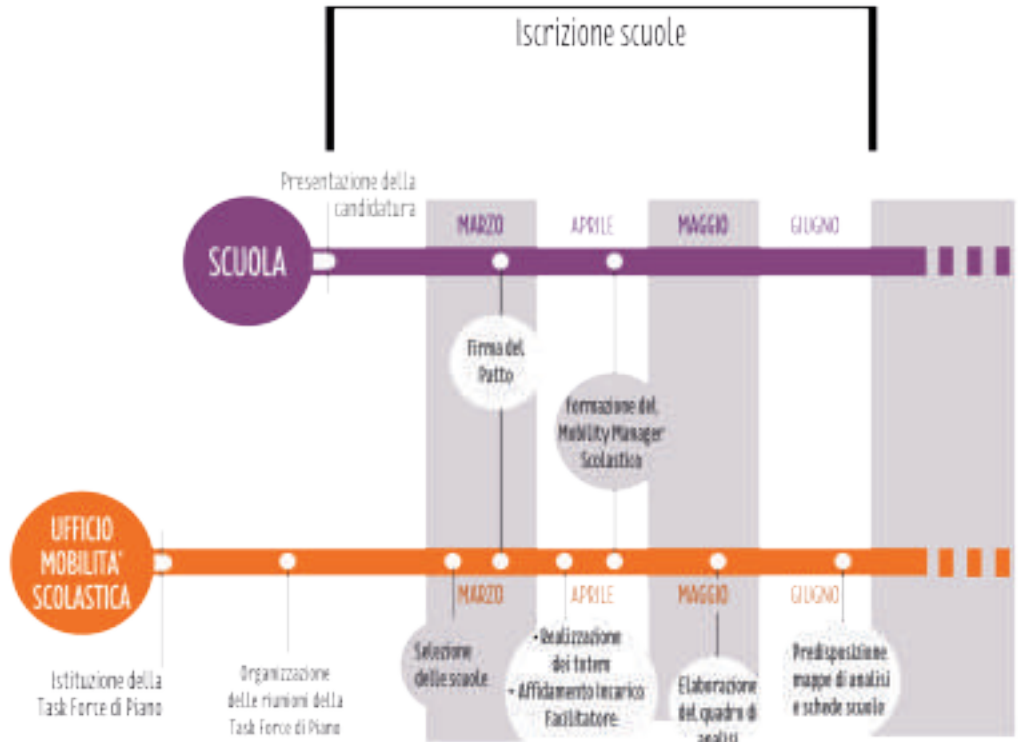 Iscrizione scuole
Presentazione della
candidatura
MARZO
APRILE
MAGGIO
GIUGNO
SCUOLA
Firma del
Patto
Formazione del
Mobility Manager
Scolastico
UFFICIO
MOBILITA'
SCOLASTICA
MARZO
APRILE
MAGGIO
GIUGNO
Istituzione della
Task Force di Piano
Organizzazione
delle riunioni della
Task Force di Piano
Selezione
delle scuole
• Realizzazione
dei totem
• Affidamento Incarico
Facilitatore
Elaborazione
del quadro di
analisi
Predisposizione
mappe di analisi
e schede scuole